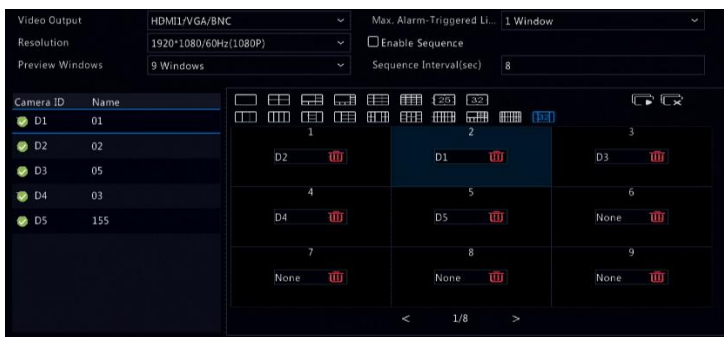 Video Output HDMI1/VGA/BNC Max. Alarm-Triggered Li... 1 Window
Resolution 1920*1080/60Hz(1080P) Enable Sequence
Preview Windows 9 Windows Sequence Interval(sec) 8
Camera ID Name
D1 01
D2 02
D3 05
D4 03
D5 155
25 32
1 2 3
D2 D1 D3
4 5 6
D4 D5 None
7 8 9
None None None
< 1/8 >